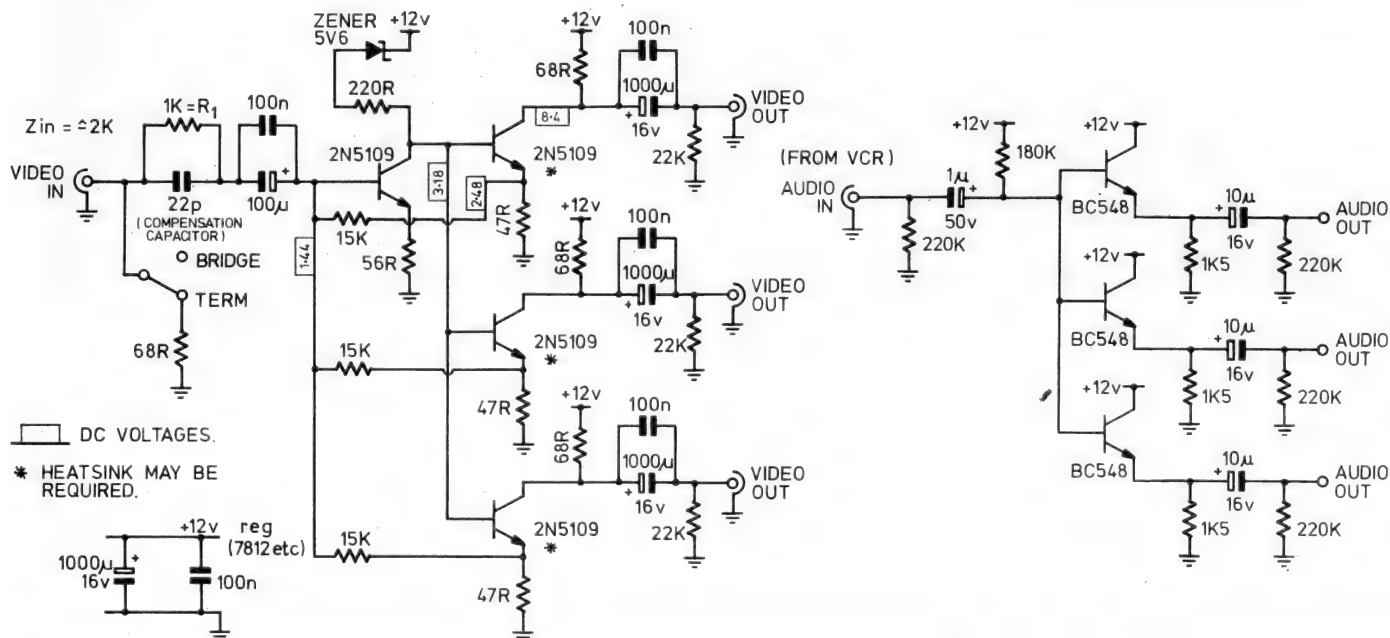 ZENER
5V6
+12v
220R
1K=R1
100n
Zin = ≏2K
VIDEO
IN
22p
(COMPENSATION
CAPACITOR)
100µ
+
BRIDGE
TERM
68R
2N5109
1·44
15K
56R
3·18
2·48
8·4
2N5109
*
47R
+12v
68R
100n
1000µ
+
16v
22K
VIDEO
OUT
15K
2N5109
*
47R
+12v
68R
100n
1000µ
+
16v
22K
VIDEO
OUT
15K
2N5109
*
47R
+12v
68R
100n
1000µ
+
16v
22K
VIDEO
OUT
DC VOLTAGES.
* HEATSINK MAY BE
REQUIRED.
+12v reg
(7812etc)
1000µ
+
16v
100n
(FROM VCR)
AUDIO
IN
220K
1µ
+
50v
+12v
180K
+12v
BC548
1K5
10µ
+
16v
220K
AUDIO
OUT
+12v
BC548
1K5
10µ
+
16v
220K
AUDIO
OUT
+12v
BC548
1K5
10µ
+
16v
220K
AUDIO
OUT